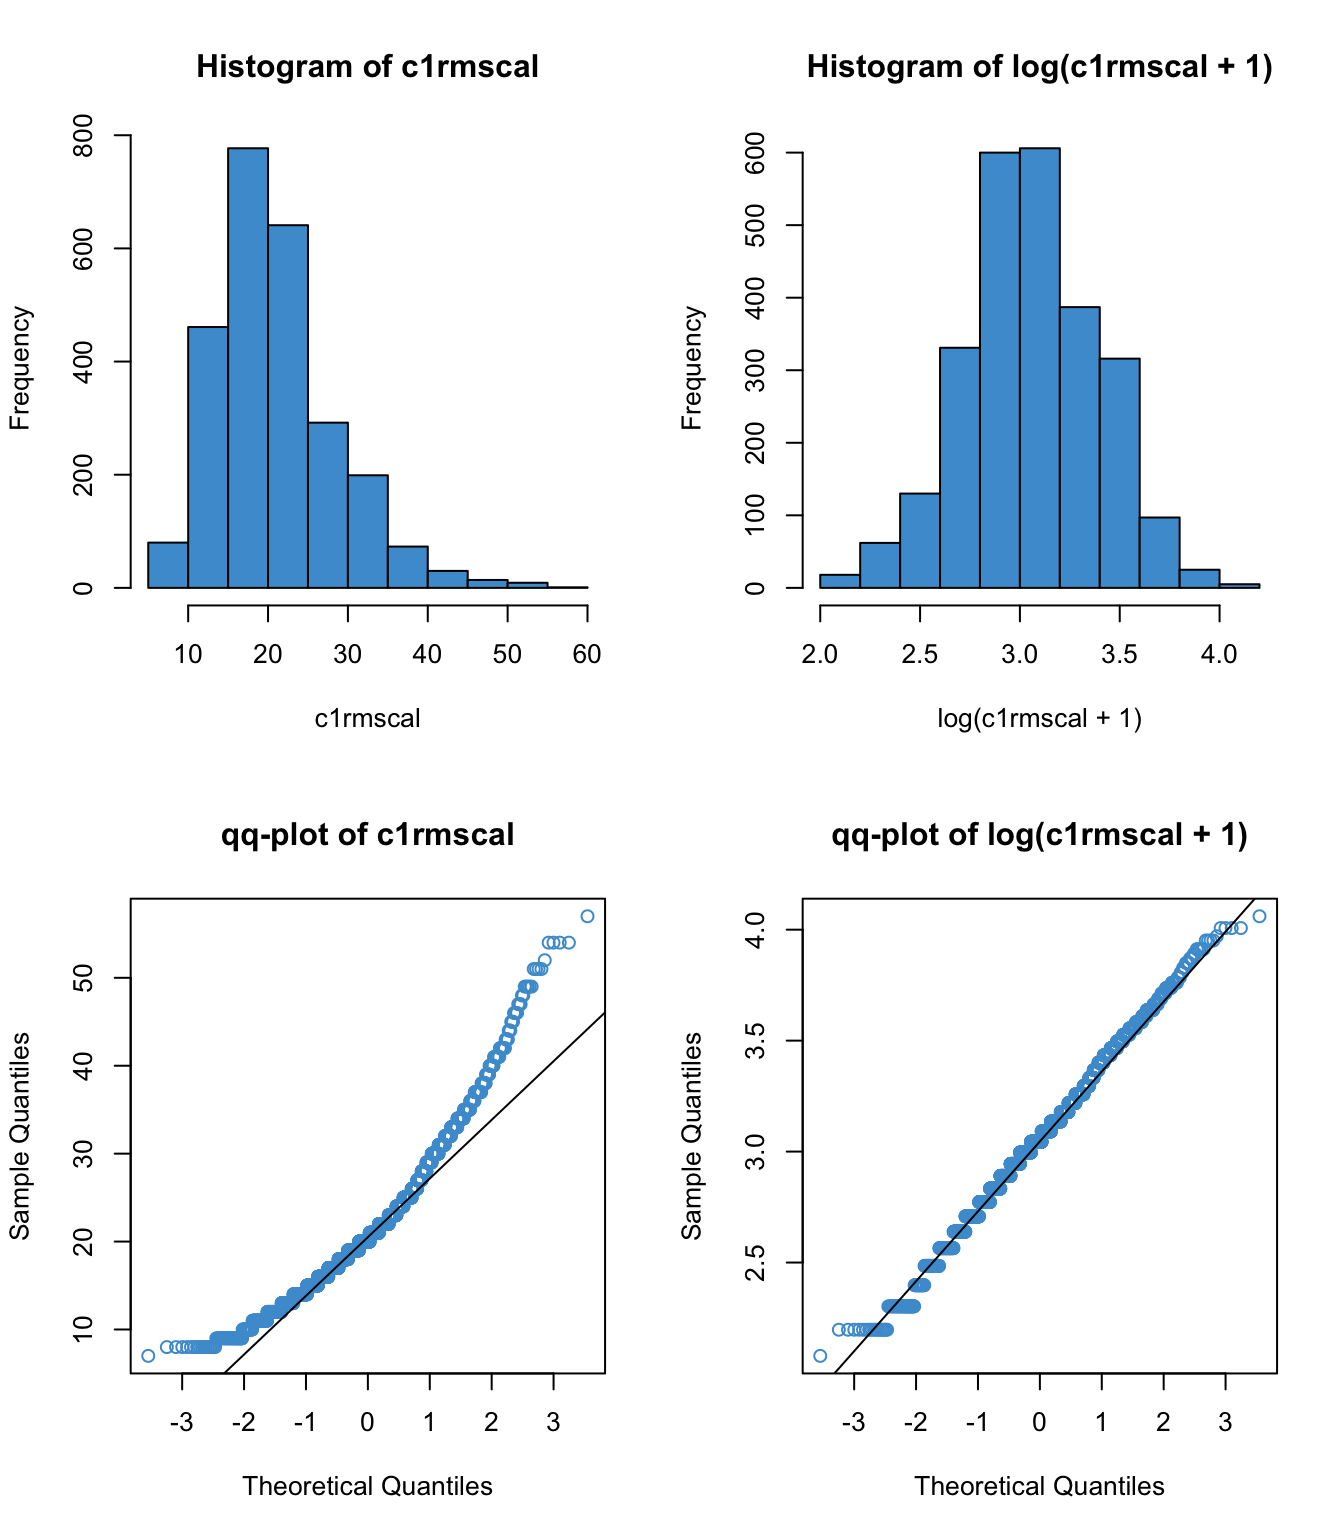 Histogram of c1rmscal
Frequency
0 200 400 600 800
10 20 30 40 50 60
c1rmscal
Histogram of log(c1rmscal + 1)
Frequency
0 100 200 300 400 500 600
2.0 2.5 3.0 3.5 4.0
log(c1rmscal + 1)
qq-plot of c1rmscal
Sample Quantiles
10 20 30 40 50
-3 -2 -1 0 1 2 3
Theoretical Quantiles
qq-plot of log(c1rmscal + 1)
Sample Quantiles
2.5 3.0 3.5 4.0
-3 -2 -1 0 1 2 3
Theoretical Quantiles